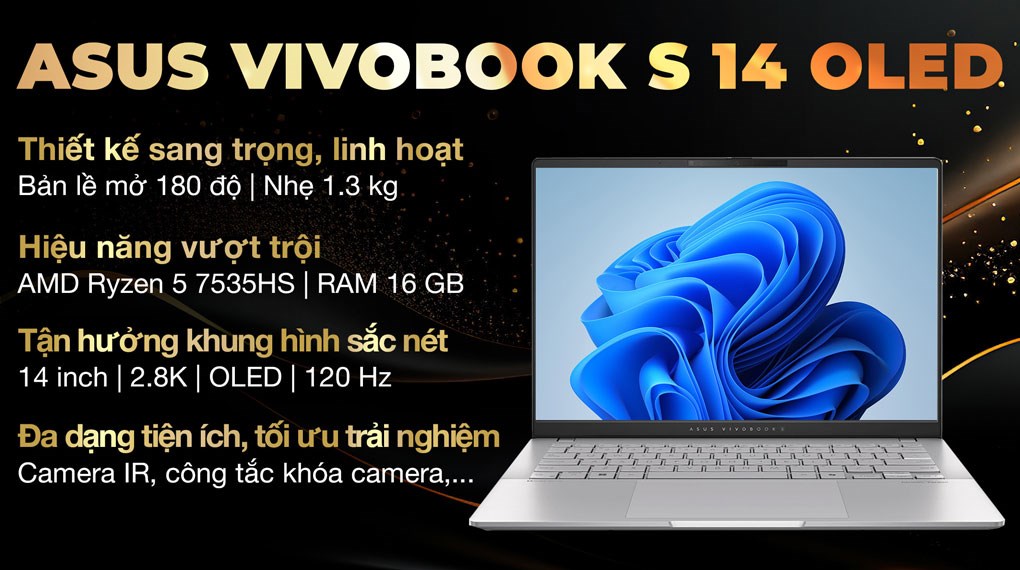 ASUS VIVOBOOK S 14 OLED
Thiết kế sang trọng, linh hoạt
Bản lề mở 180 độ | Nhẹ 1.3 kg
Hiệu năng vượt trội
AMD Ryzen 5 7535HS | RAM 16 GB
Tận hưởng khung hình sắc nét
14 inch | 2.8K | OLED | 120 Hz
Đa dạng tiện ích, tối ưu trải nghiệm
Camera IR, công tắc khóa camera,...
ASUS VIVOBOOK S